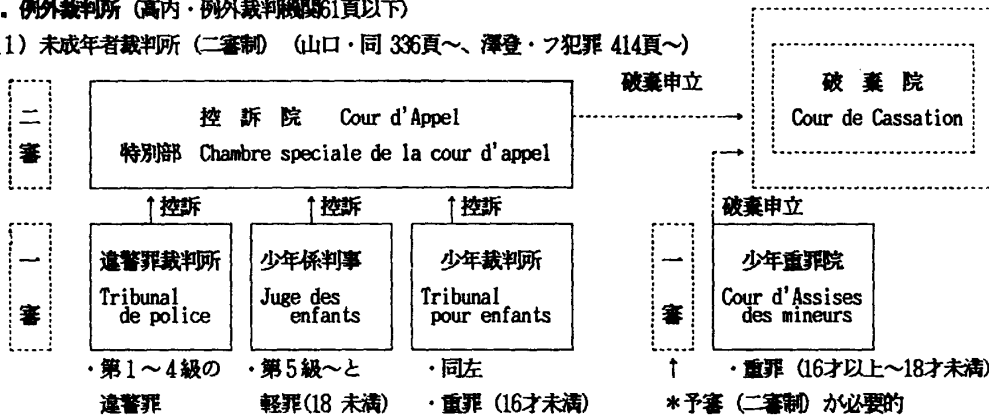 . 例外裁判所（高内・例外裁判機関61頁以下）
1）未成年者裁判所（二審制）（山口・同 336頁～、澤登・フ犯罪 414頁～）
破棄申立
二審
控 訴 院 Cour d'Appel
特別部 Chambre speciale de la cour d'appel
破 棄 院
Cour de Cassation
↑控訴 ↑控訴 ↑控訴 破棄申立
一審
違警罪裁判所
Tribunal
de police
少年係判事
Juge des
enfants
少年裁判所
Tribunal
pour enfants
一審
少年重罪院
Cour d'Assises
des mineurs
・第1～4級の
違警罪
・第5級～と
軽罪(18 未満)
・同左
・重罪（16才未満）
↑
・重罪（16才以上～18才未満）
＊予審（二審制）が必要的